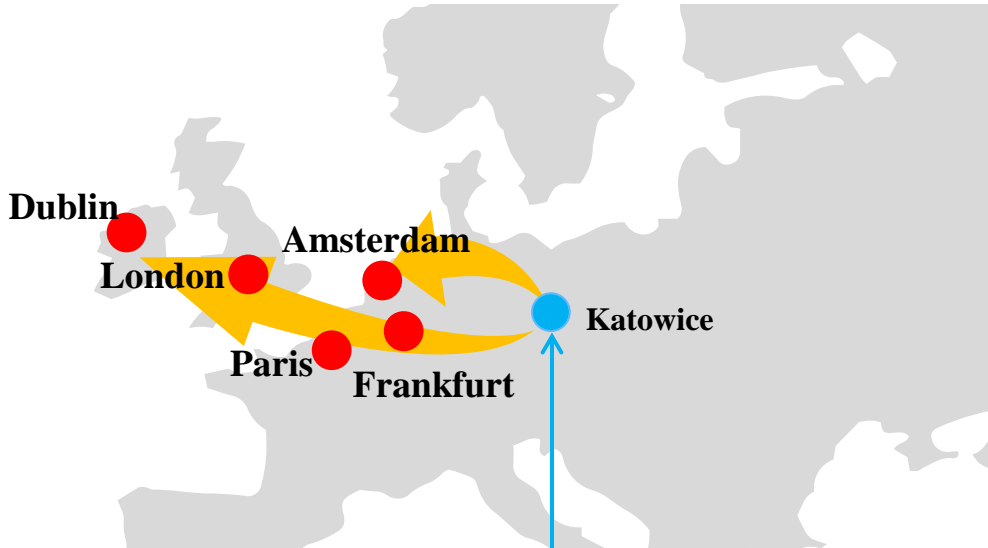 Dublin
Amsterdam
London
Katowice
Paris
Frankfurt